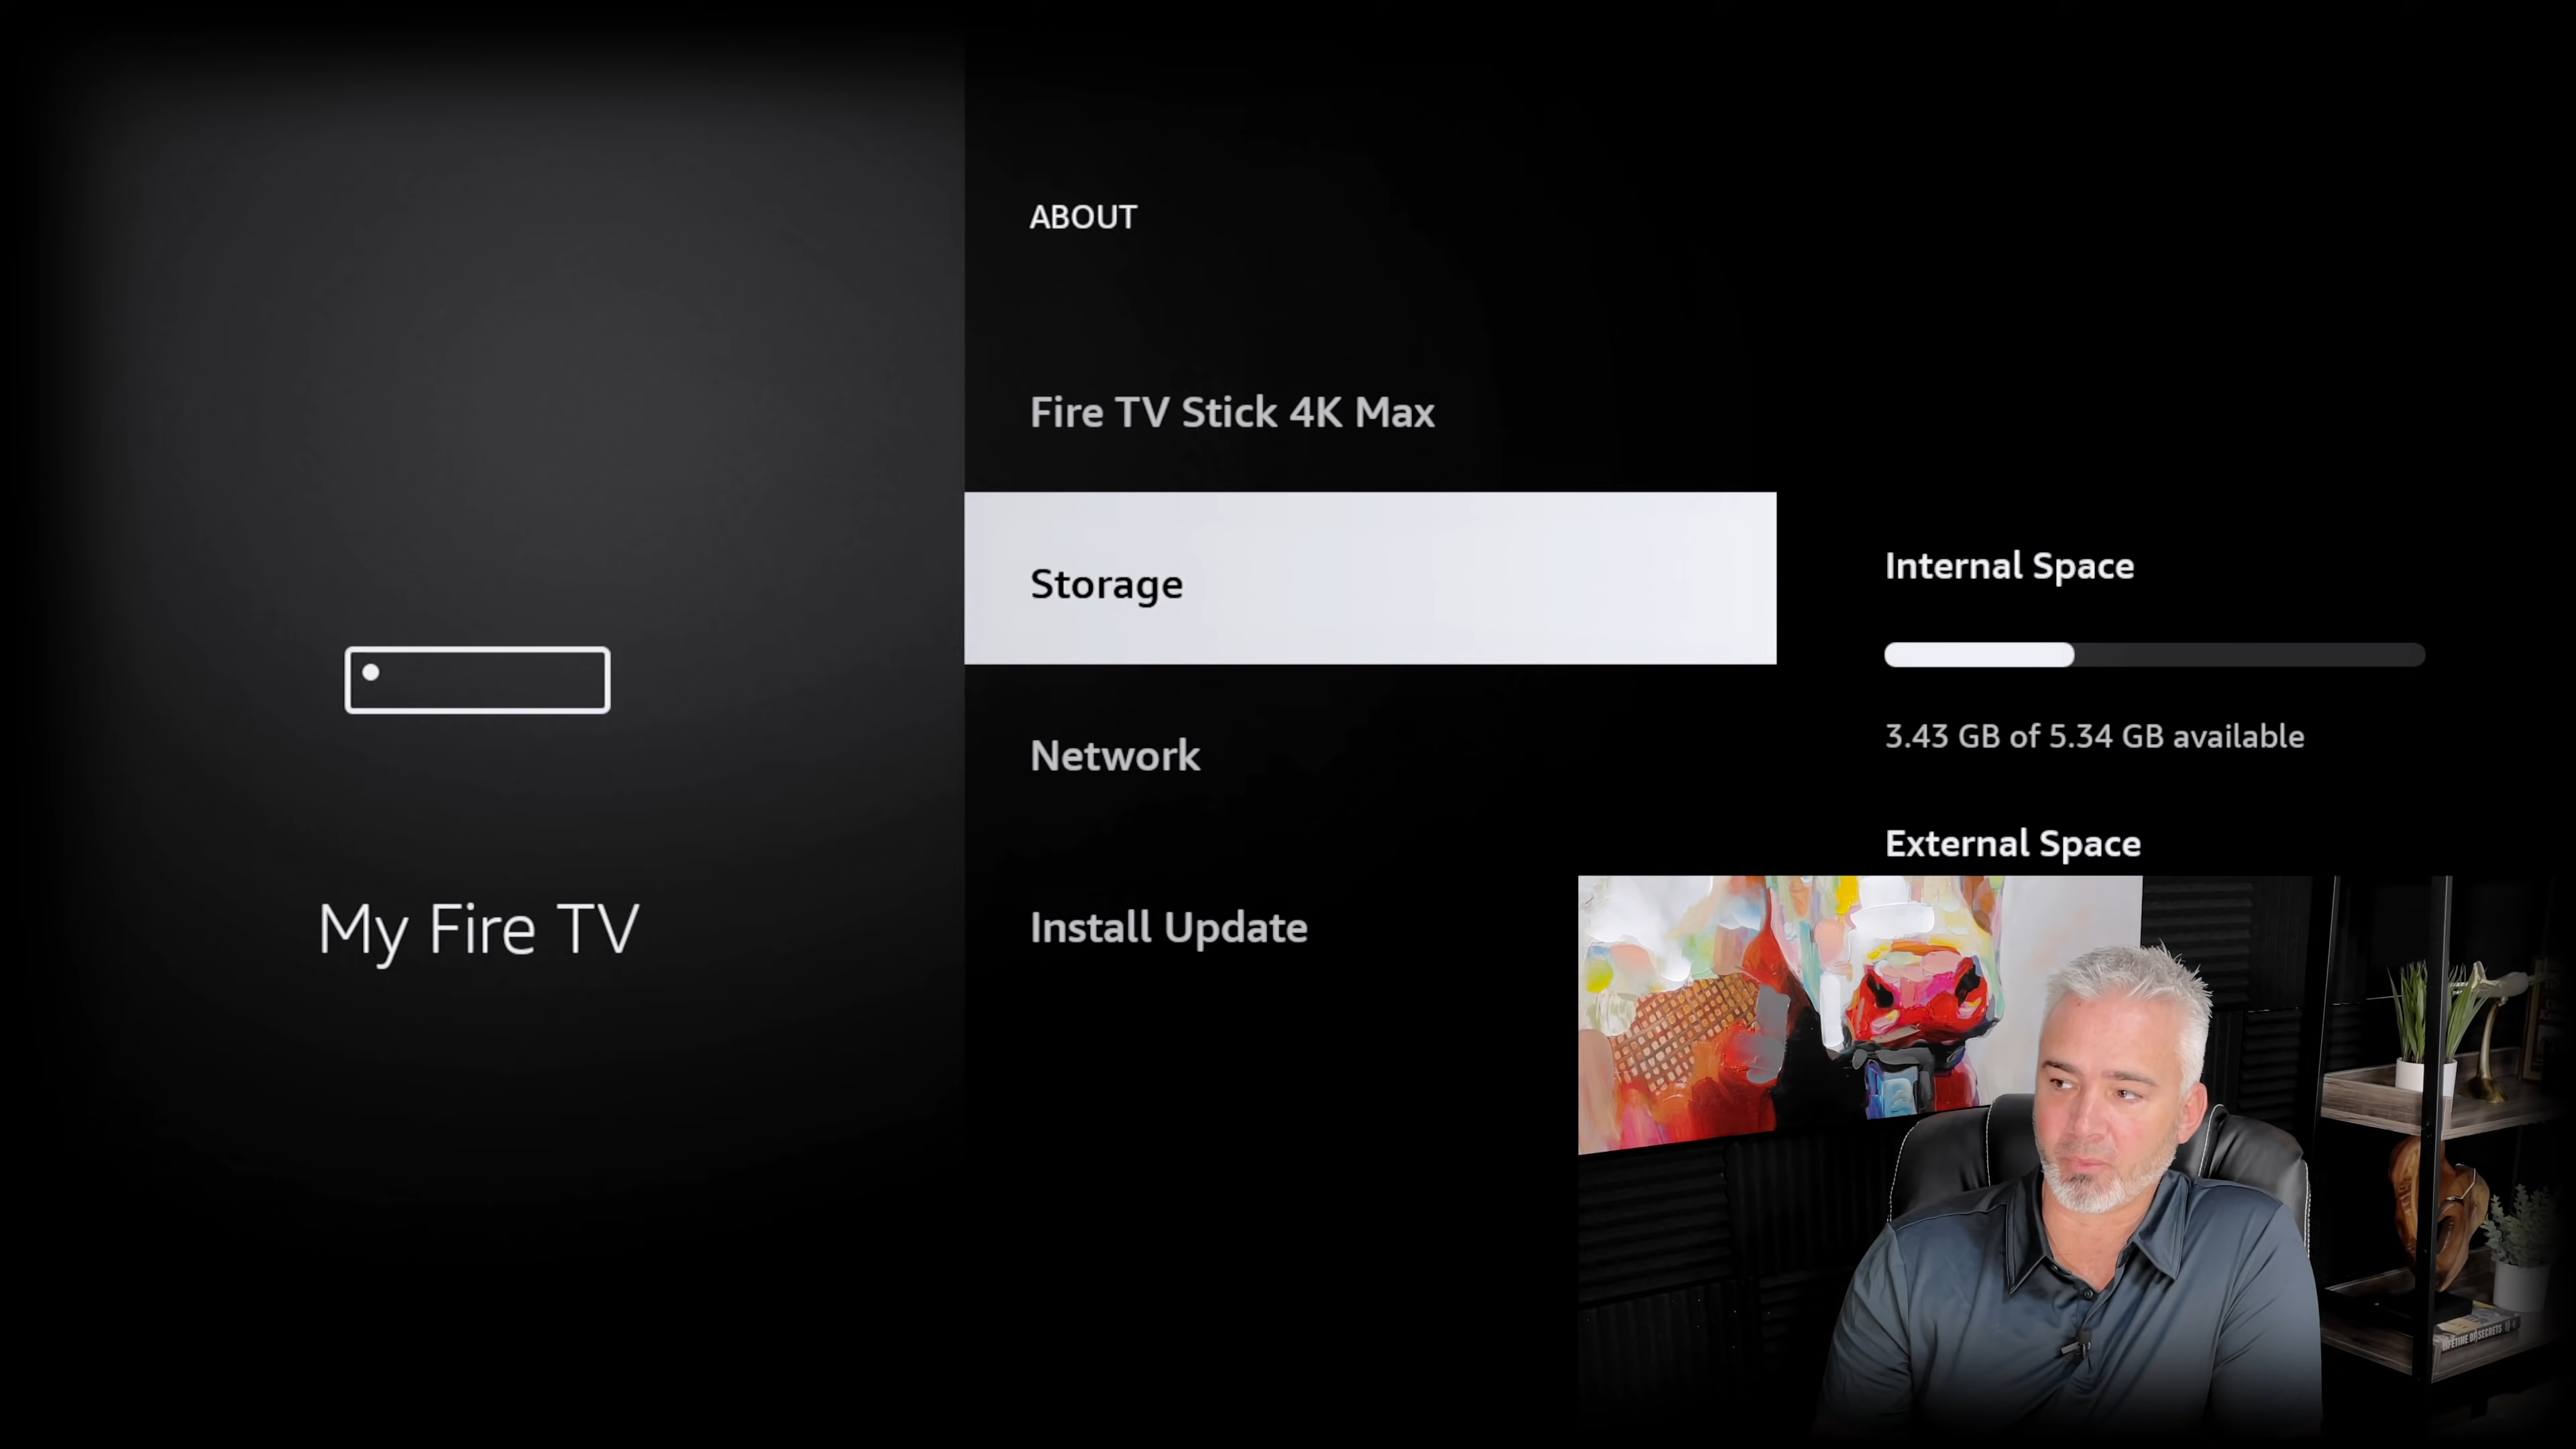 ABOUT
Fire TV Stick 4K Max
Storage
Network
Install Update
My Fire TV
Internal Space
3.43 GB of 5.34 GB available
External Space